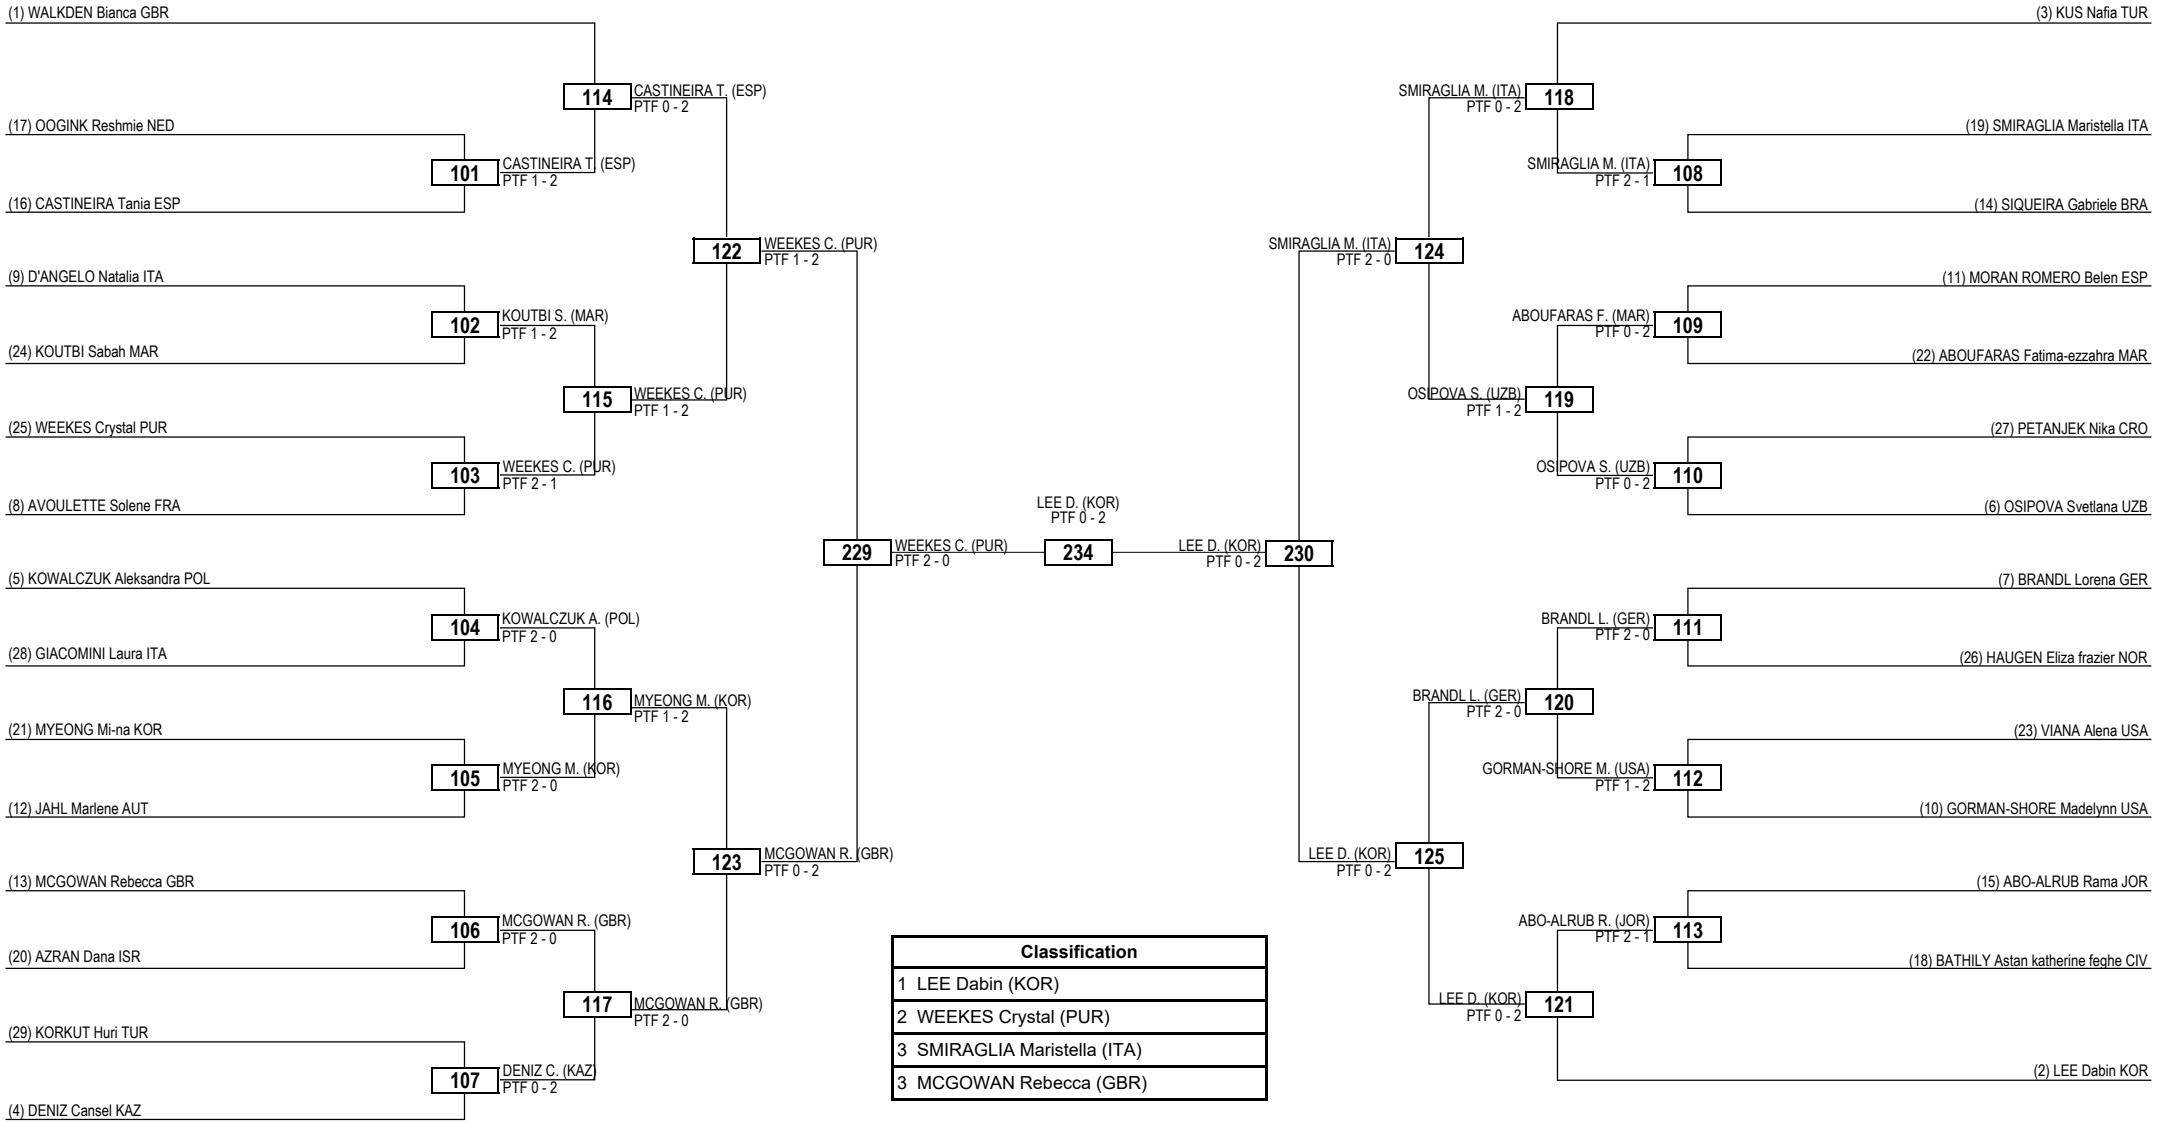 (1) WALKDEN Bianca GBR
114
CASTINEIRA T. (ESP)
PTF 0 - 2
(17) OOGINK Reshmie NED
101
CASTINEIRA T. (ESP)
PTF 1 - 2
(16) CASTINEIRA Tania ESP
122
WEEKES C. (PUR)
PTF 1 - 2
(9) D'ANGELO Natalia ITA
102
KOUTBI S. (MAR)
PTF 1 - 2
(24) KOUTBI Sabah MAR
115
WEEKES C. (PUR)
PTF 1 - 2
(25) WEEKES Crystal PUR
103
WEEKES C. (PUR)
PTF 2 - 1
(8) AVOULETTE Solene FRA
229
WEEKES C. (PUR)
PTF 2 - 0
(5) KOWALCZUK Aleksandra POL
104
KOWALCZUK A. (POL)
PTF 2 - 0
(28) GIACOMINI Laura ITA
116
MYEONG M. (KOR)
PTF 1 - 2
(21) MYEONG Mi-na KOR
105
MYEONG M. (KOR)
PTF 2 - 0
(12) JAHL Marlene AUT
123
MCGOWAN R. (GBR)
PTF 0 - 2
(13) MCGOWAN Rebecca GBR
106
MCGOWAN R. (GBR)
PTF 2 - 0
(20) AZRAN Dana ISR
117
MCGOWAN R. (GBR)
PTF 2 - 0
(29) KORKUT Huri TUR
107
DENIZ C. (KAZ)
PTF 0 - 2
(4) DENIZ Cansel KAZ
LEE D. (KOR)
PTF 0 - 2
234
(3) KUS Nafia TUR
SMIRAGLIA M. (ITA)
PTF 0 - 2
118
(19) SMIRAGLIA Maristella ITA
SMIRAGLIA M. (ITA)
PTF 2 - 1
108
(14) SIQUEIRA Gabriele BRA
SMIRAGLIA M. (ITA)
PTF 2 - 0
124
(11) MORAN ROMERO Belen ESP
ABOUFARAS F. (MAR)
PTF 0 - 2
109
(22) ABOUFARAS Fatima-ezzahra MAR
OSIPOVA S. (UZB)
PTF 1 - 2
119
(27) PETANJEK Nika CRO
OSIPOVA S. (UZB)
PTF 0 - 2
110
(6) OSIPOVA Svetlana UZB
LEE D. (KOR)
PTF 0 - 2
230
(7) BRANDL Lorena GER
BRANDL L. (GER)
PTF 2 - 0
111
(26) HAUGEN Eliza frazier NOR
BRANDL L. (GER)
PTF 2 - 0
120
(23) VIANA Alena USA
GORMAN-SHORE M. (USA)
PTF 1 - 2
112
(10) GORMAN-SHORE Madelynn USA
LEE D. (KOR)
PTF 0 - 2
125
(15) ABO-ALRUB Rama JOR
ABO-ALRUB R. (JOR)
PTF 2 - 1
113
(18) BATHILY Astan katherine feghe CIV
LEE D. (KOR)
PTF 0 - 2
121
(2) LEE Dabin KOR
Classification
1 LEE Dabin (KOR)
2 WEEKES Crystal (PUR)
3 SMIRAGLIA Maristella (ITA)
3 MCGOWAN Rebecca (GBR)